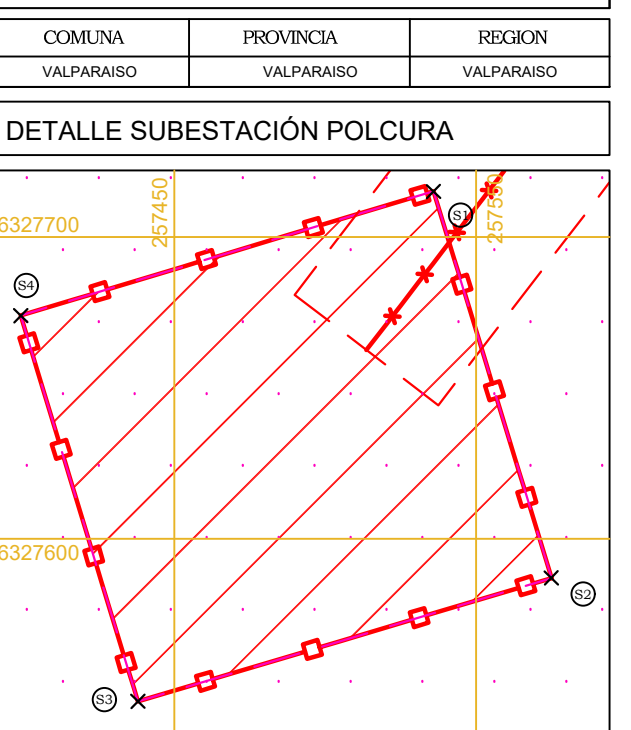 COMUNA PROVINCIA REGION
VALPARAISO VALPARAISO VALPARAISO
DETALLE SUBESTACIÓN POLCURA
257450
S1
6327700
S4
6327600
S2
S3